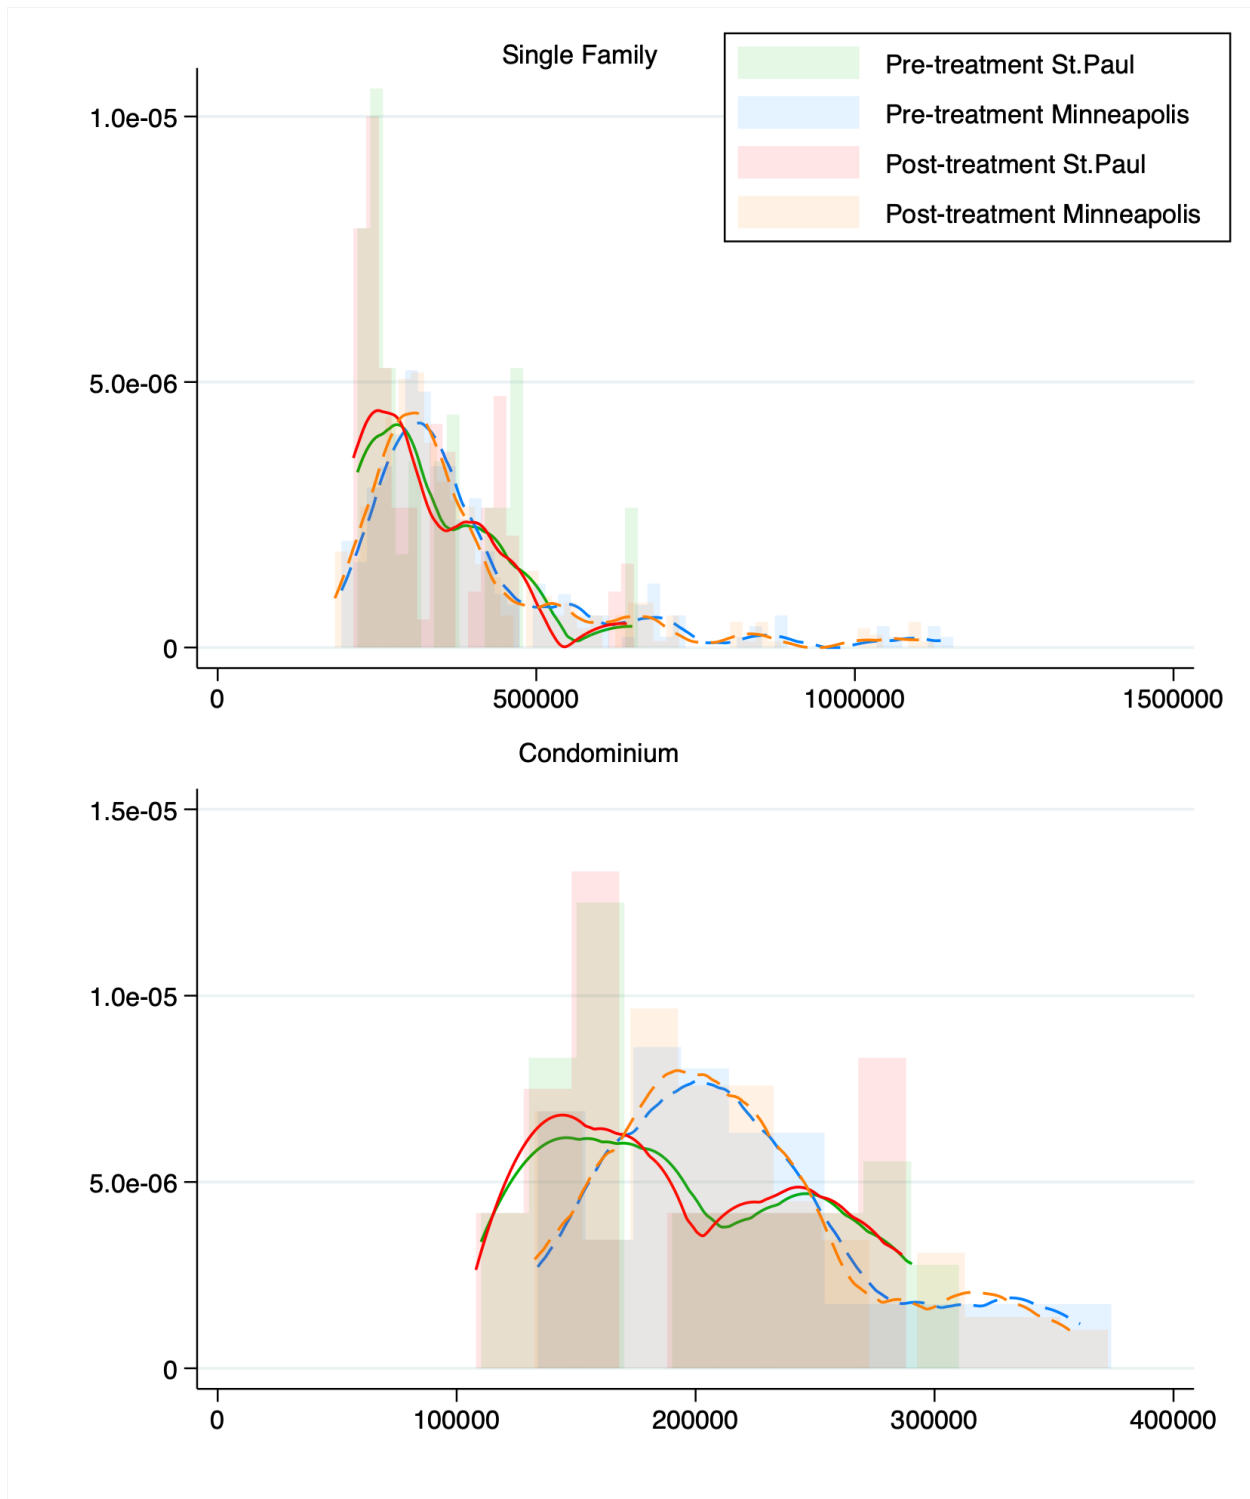 Single Family
Pre-treatment St.Paul
Pre-treatment Minneapolis
Post-treatment St.Paul
Post-treatment Minneapolis
1.0e-05
5.0e-06
0
0 500000 1000000 1500000
Condominium
1.5e-05
1.0e-05
5.0e-06
0
0 100000 200000 300000 400000